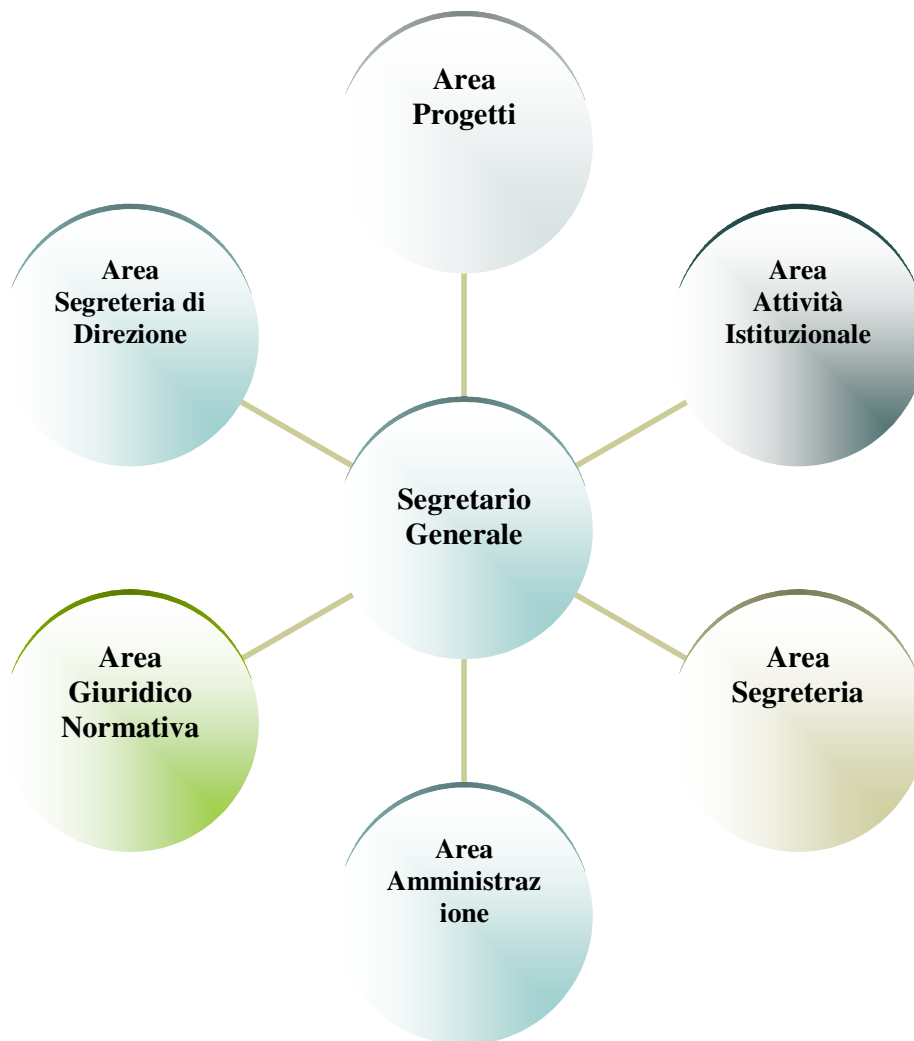 Area
Progetti
Area
Segreteria di
Direzione
Area
Attività
Istituzionale
Segretario
Generale
Area
Giuridico
Normativa
Area
Segreteria
Area
Amministraz
ione